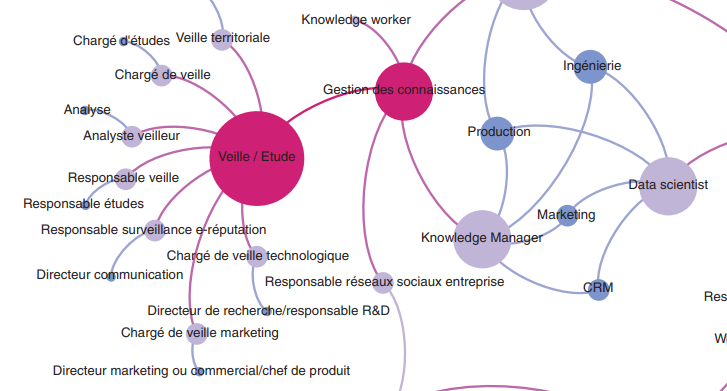 Knowledge worker
Chargé d'études
Veille territoriale
Ingénierie
Chargé de veille
Gestion des connaissances
Analyse
Production
Analyste veilleur
Veille / Etude
Responsable veille
Data scientist
Responsable études
Marketing
Responsable surveillance e-réputation
Knowledge Manager
Chargé de veille technologique
Directeur communication
Responsable réseaux sociaux entreprise
CRM
Res
Directeur de recherche/responsable R&D
Chargé de veille marketing
Directeur marketing ou commercial/chef de produit